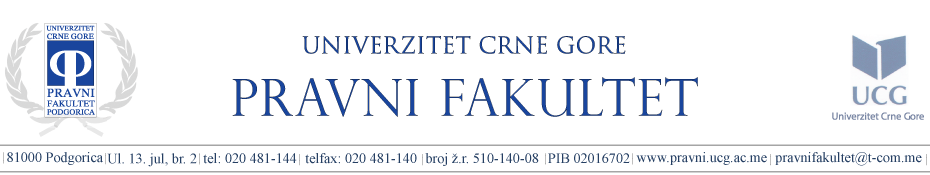 UNIVERZITET
CRNE GORE
PRAVNI
FAKULTET
PODGORICA
UNIVERZITET CRNE GORE
PRAVNI FAKULTET
UCG
Univerzitet Crne Gore
|81000 Podgorica|Ul. 13. jul, br. 2| tel: 020 481-144| telfax: 020 481-140 |broj ž.r. 510-140-08 |PIB 02016702| www.pravni.ucg.ac.me| pravnifakultet@t-com.me |